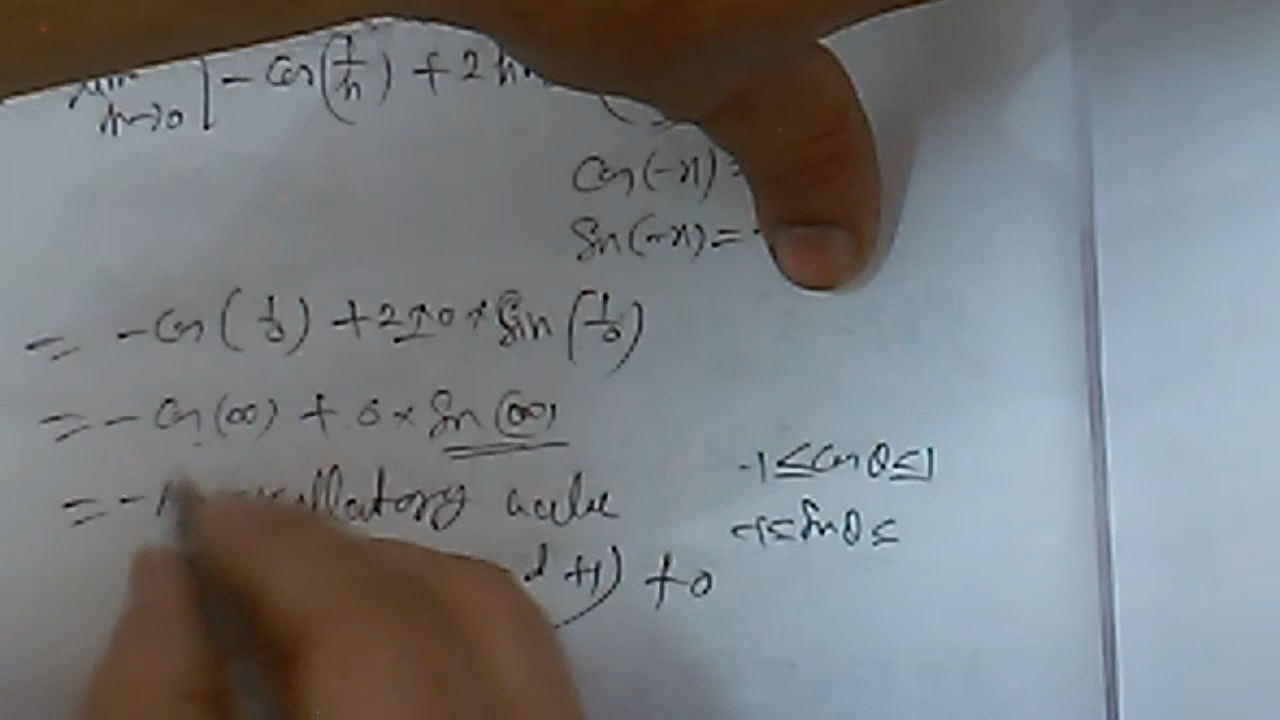 lim h→0 [ - cos(1/h) + 2h
cos(-x) =
sin(-x) = -
= - cos(1/0) + 2×0× sin(1/0)
= - cos(∞) + 0× sin(∞)
= - value
-1≤cosθ≤1
-1≤sinθ≤
+1) + 0